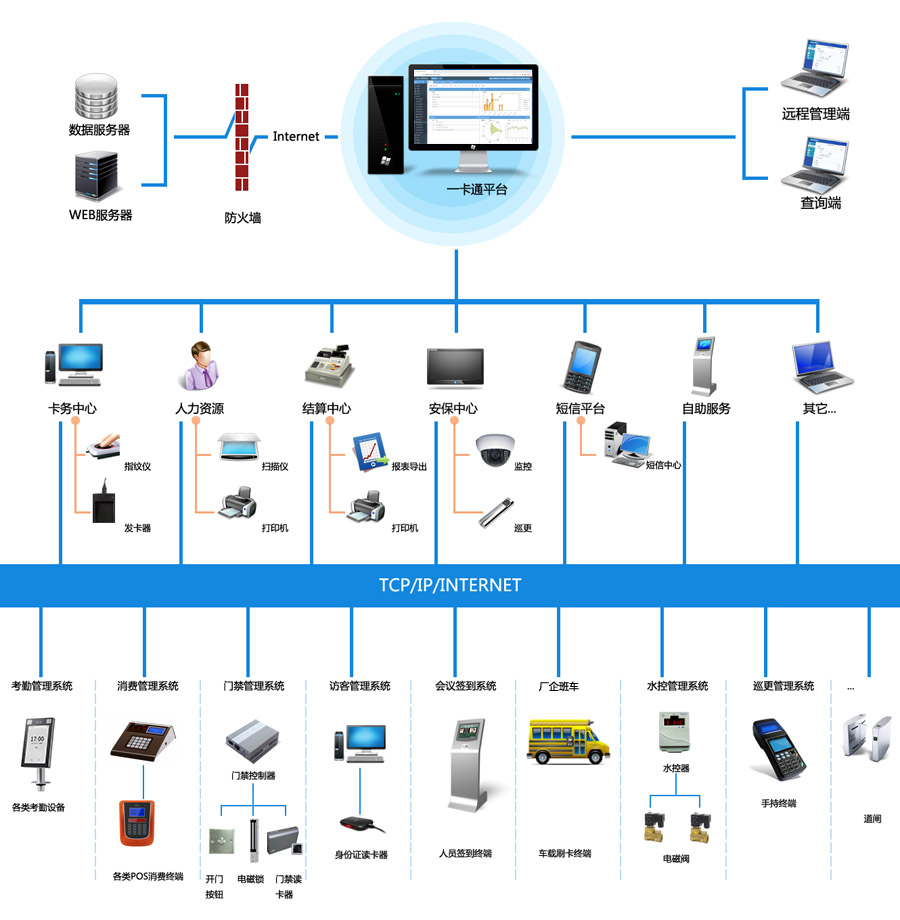 数据服务器
WEB服务器
防火墙
Internet
一卡通平台
远程管理端
查询端
卡务中心
人力资源
结算中心
安保中心
短信平台
自助服务
其它...
指纹仪
扫描仪
报表导出
监控
短信中心
发卡器
打印机
打印机
巡更
TCP/IP/INTERNET
考勤管理系统
消费管理系统
门禁管理系统
访客管理系统
会议签到系统
厂企班车
水控管理系统
巡更管理系统
...
17:00
门禁控制器
水控器
各类考勤设备
手持终端
道闸
身份证读卡器
人员签到终端
车载刷卡终端
电磁阀
各类POS消费终端
开门
按钮
电磁锁
门禁读
卡器